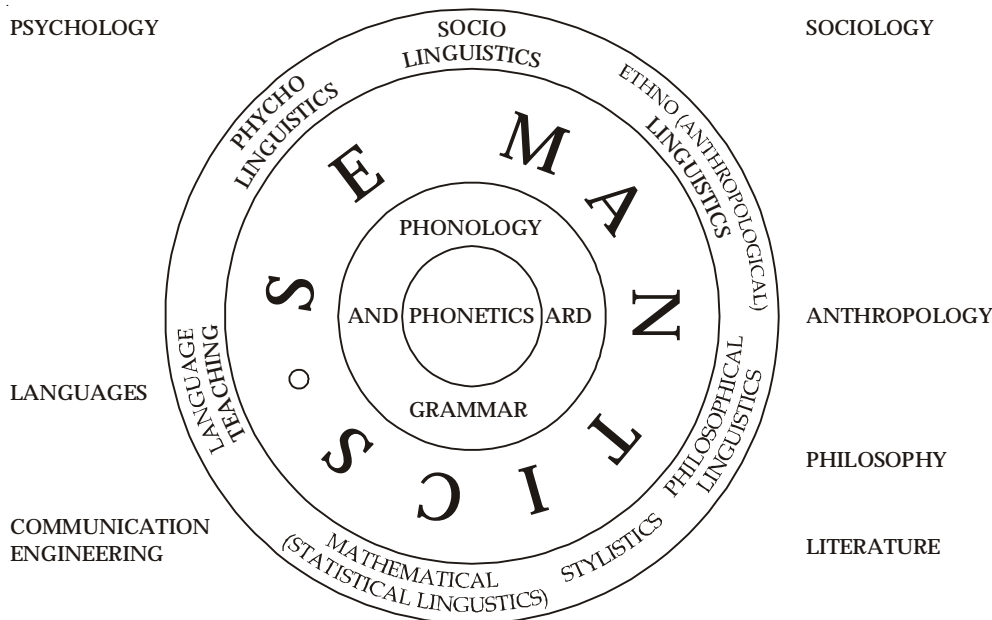 PSYCHOLOGY
SOCIO
LINGUISTICS
SOCIOLOGY
PHYCHO
LINGUISTICS
ETHNO (ANTHROPOLOGICAL)
LINGUISTICS
SEMANTICS
PHONOLOGY
AND PHONETICS ARD
GRAMMAR
ANTHROPOLOGY
LANGUAGE
TEACHING
LANGUAGES
PHILOSOPHICAL
LINGUISTICS
PHILOSOPHY
COMMUNICATION
ENGINEERING
MATHEMATICAL
(STATISTICAL LINGUSTICS)
STYLISTICS
LITERATURE